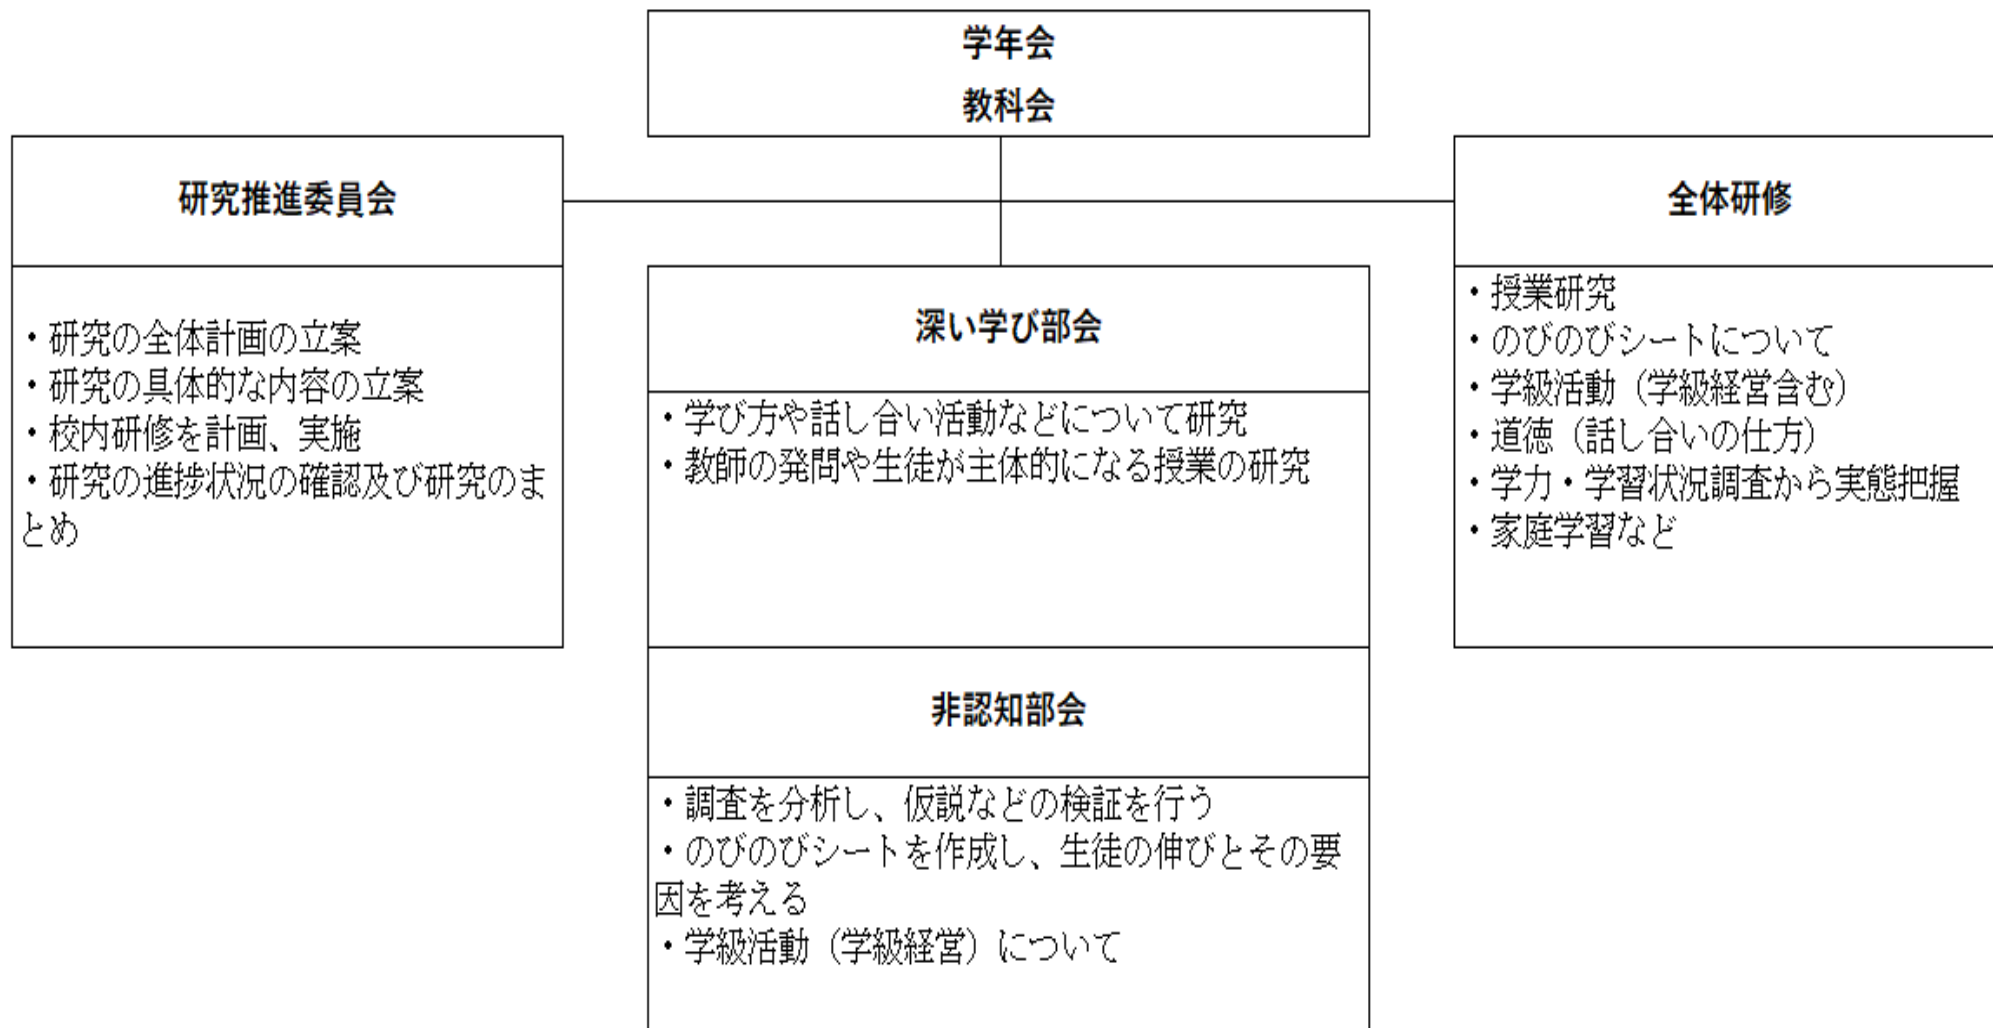 学年会
教科会
研究推進委員会
・研究の全体計画の立案
・研究の具体的な内容の立案
・校内研修を計画、実施
・研究の進捗状況の確認及び研究のま
とめ
深い学び部会
・学び方や話し合い活動などについて研究
・教師の発問や生徒が主体的になる授業の研究
非認知部会
・調査を分析し、仮説などの検証を行う
・のびのびシートを作成し、生徒の伸びとその要
因を考える
・学級活動（学級経営）について
全体研修
・授業研究
・のびのびシートについて
・学級活動（学級経営含む）
・道徳（話し合いの仕方）
・学力・学習状況調査から実態把握
・家庭学習など